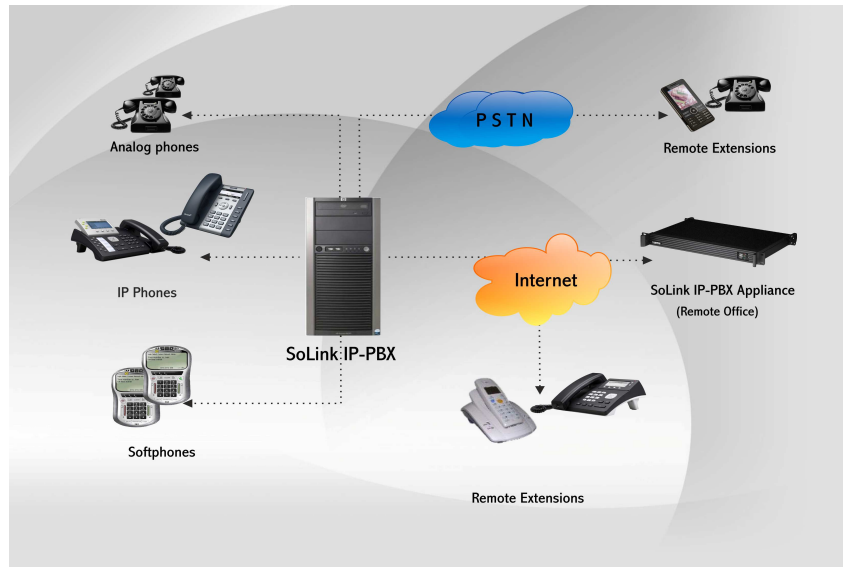 P S T N
Analog phones
Remote Extensions
Internet
IP Phones
SoLink IP-PBX Appliance
(Remote Office)
SoLink IP-PBX
Softphones
Remote Extensions